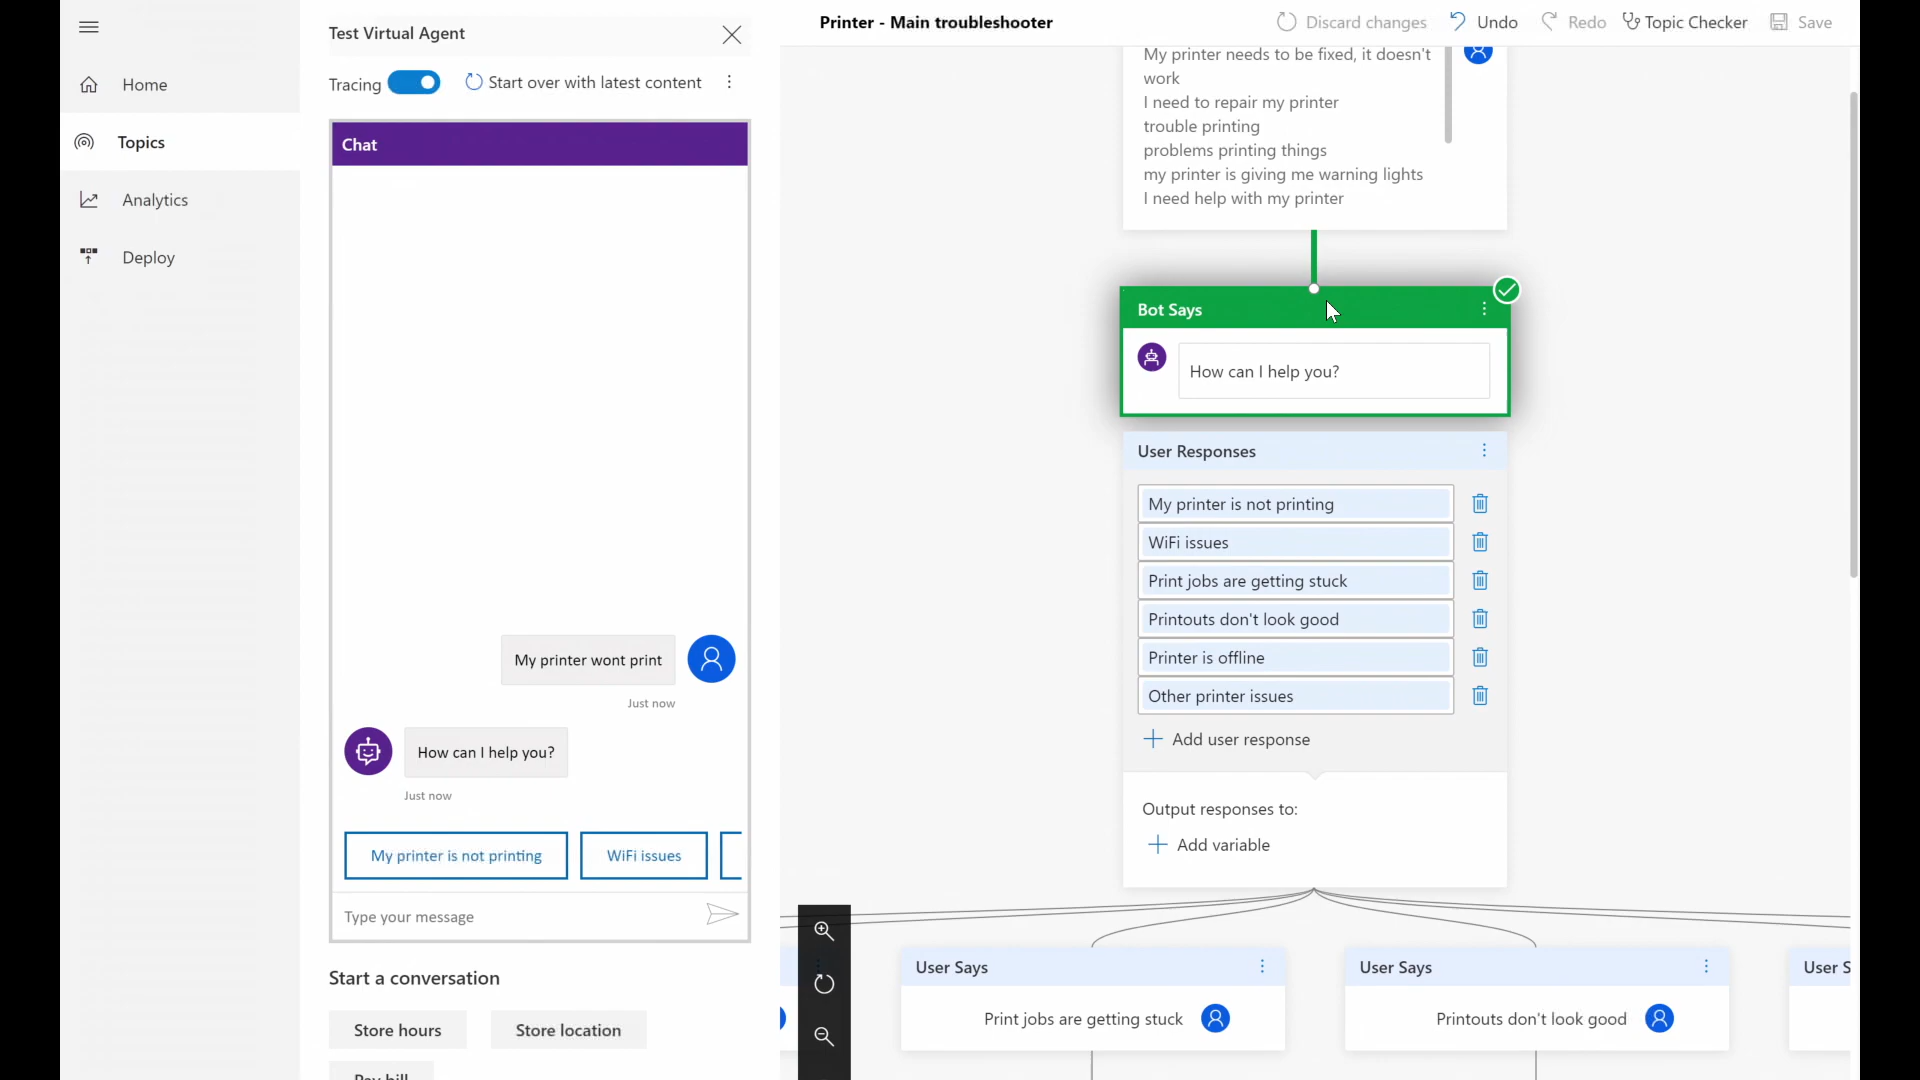 Home
Topics
Analytics
Deploy
Test Virtual Agent
Tracing
Start over with latest content
Chat
My printer wont print
Just now
How can I help you?
Just now
My printer is not printing
WiFi issues
Type your message
Start a conversation
Store hours
Store location
Pay bill
Printer - Main troubleshooter
Discard changes
Undo
Redo
Topic Checker
Save
My printer needs to be fixed, it doesn't
work
I need to repair my printer
trouble printing
problems printing things
my printer is giving me warning lights
I need help with my printer
Bot Says
How can I help you?
User Responses
My printer is not printing
WiFi issues
Print jobs are getting stuck
Printouts don't look good
Printer is offline
Other printer issues
Add user response
Output responses to:
Add variable
User Says
Print jobs are getting stuck
User Says
Printouts don't look good
User S